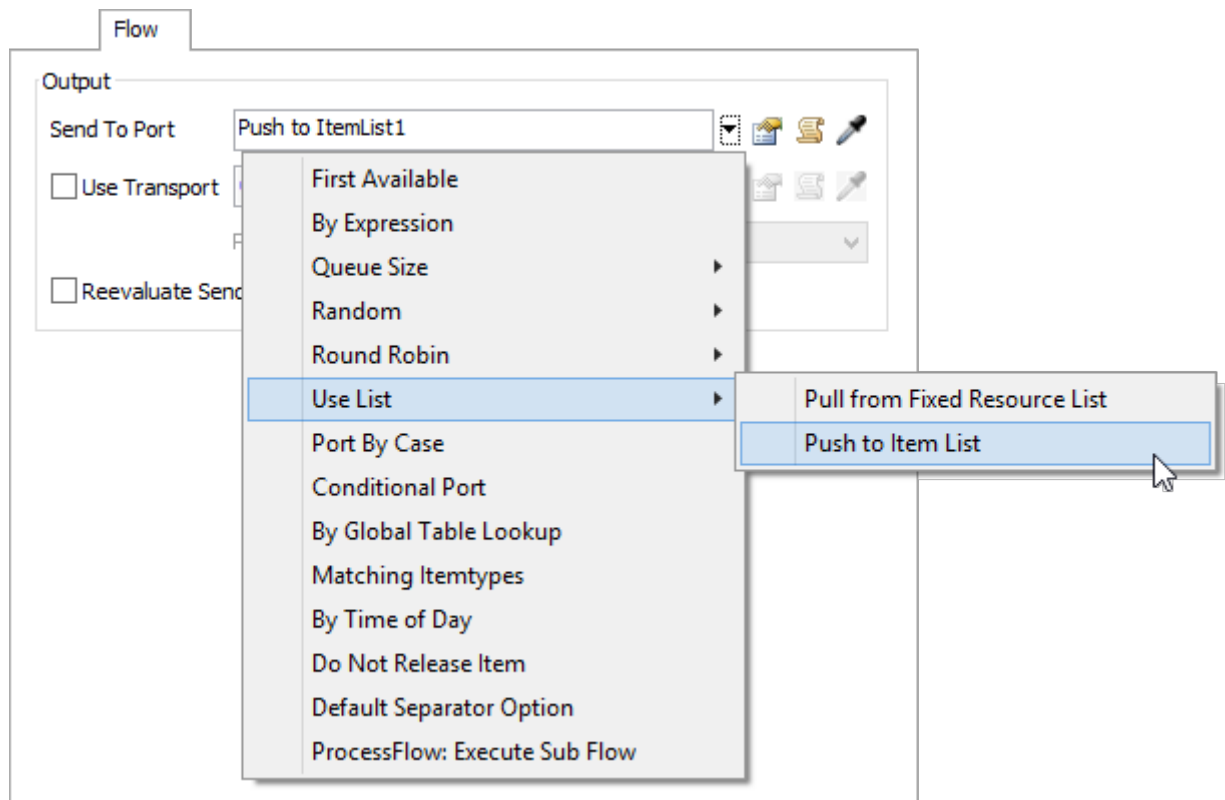 Flow
Output
Send To Port Push to ItemList1
First Available
Use Transport
By Expression
Queue Size
Reevaluate Send
Random
Round Robin
Use List
Pull from Fixed Resource List
Port By Case
Push to Item List
Conditional Port
By Global Table Lookup
Matching Itemtypes
By Time of Day
Do Not Release Item
Default Separator Option
ProcessFlow: Execute Sub Flow